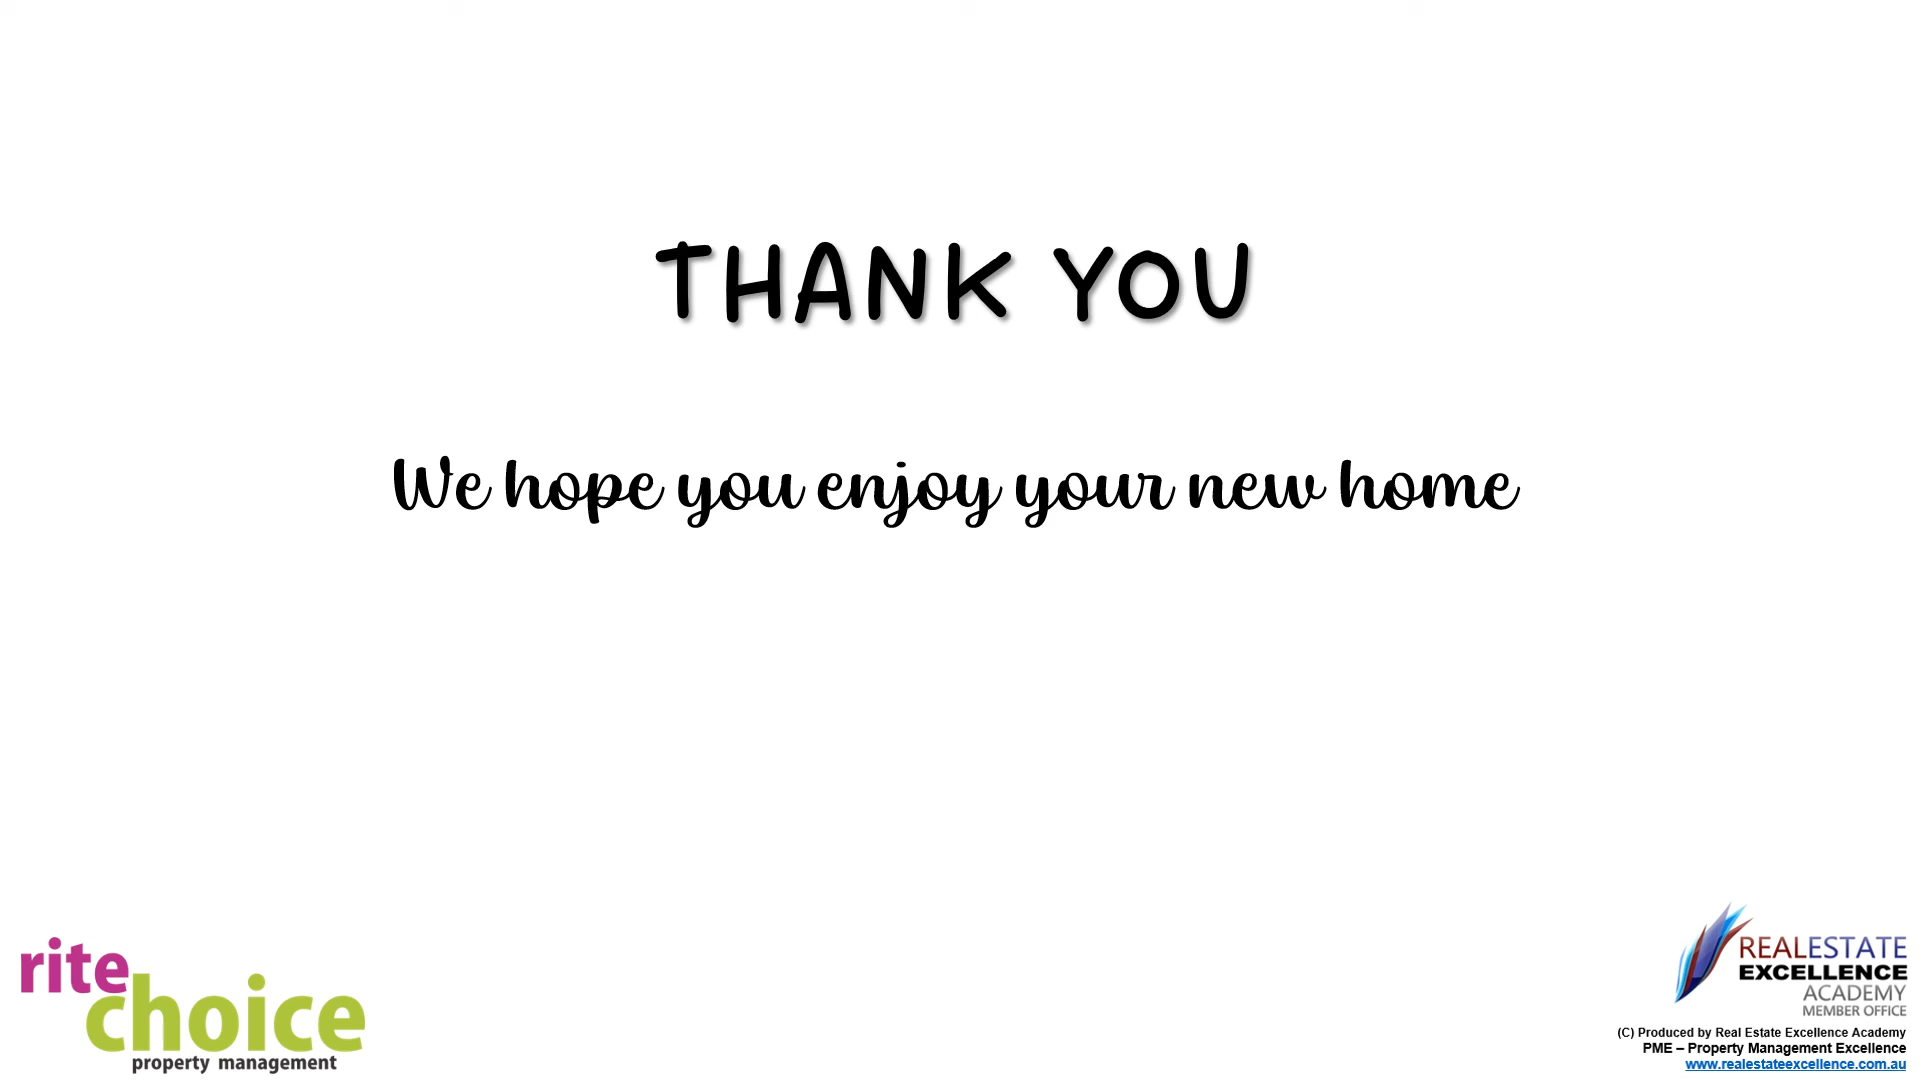 THANK YOU
We hope you enjoy your new home
rite
choice
property management
REALESTATE
EXCELLENCE
ACADEMY
MEMBER OFFICE
(C) Produced by Real Estate Excellence Academy
PME – Property Management Excellence
www.realestateexcellence.com.au